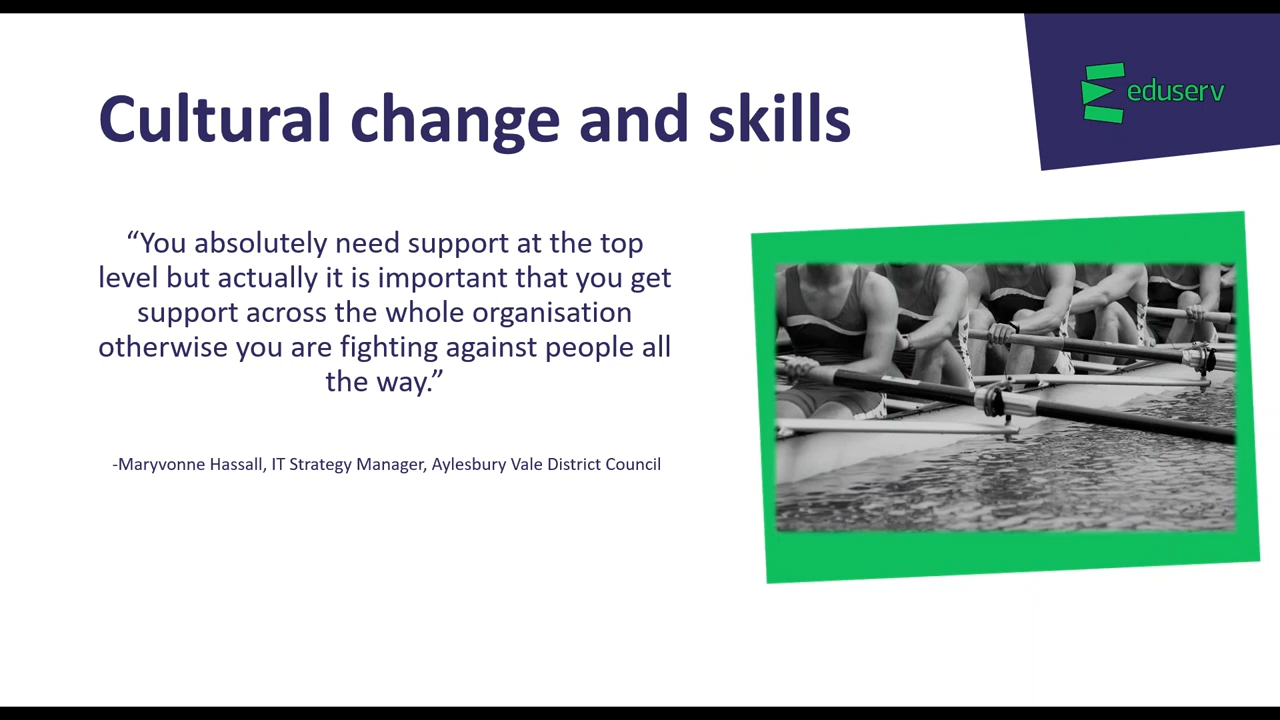 Cultural change and skills
eduserv
“You absolutely need support at the top
level but actually it is important that you get
support across the whole organisation
otherwise you are fighting against people all
the way.”
-Maryvonne Hassall, IT Strategy Manager, Aylesbury Vale District Council